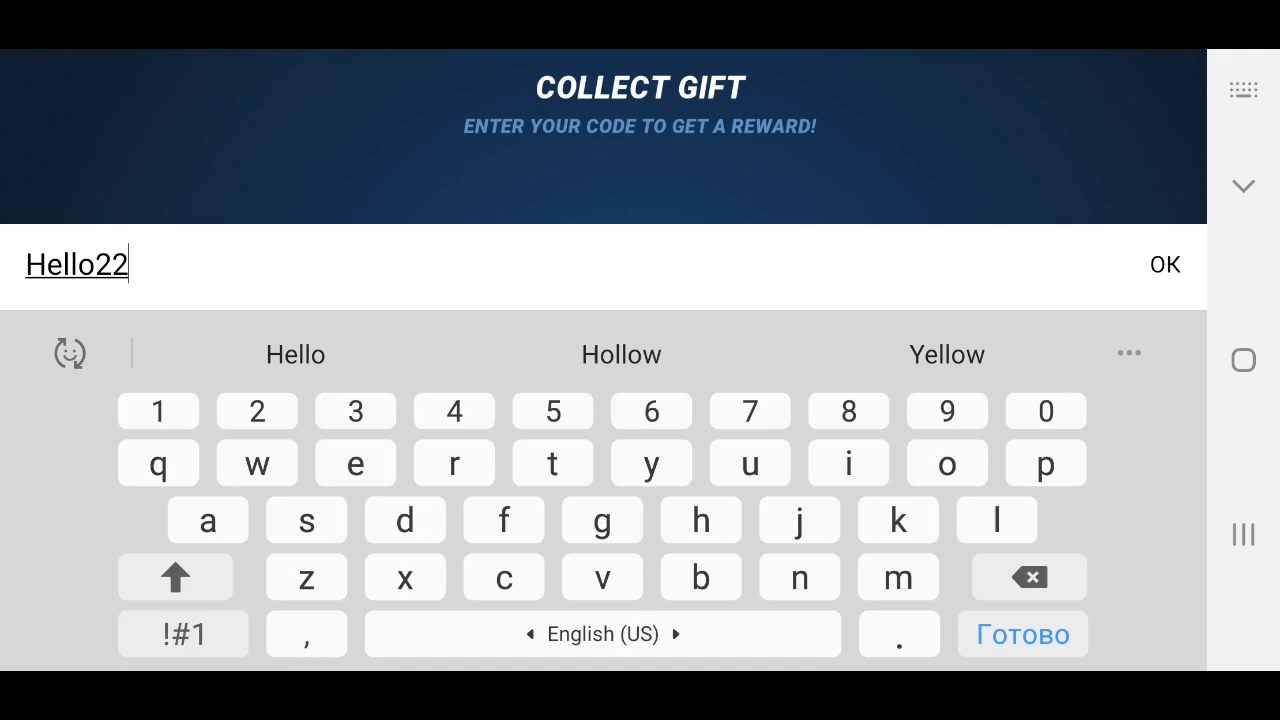 COLLECT GIFT
ENTER YOUR CODE TO GET A REWARD!
Hello22
OK
Hello Hollow Yellow
1 2 3 4 5 6 7 8 9 0
q w e r t y u i o p
a s d f g h j k l
z x c v b n m
!#1 , English (US) . Готово